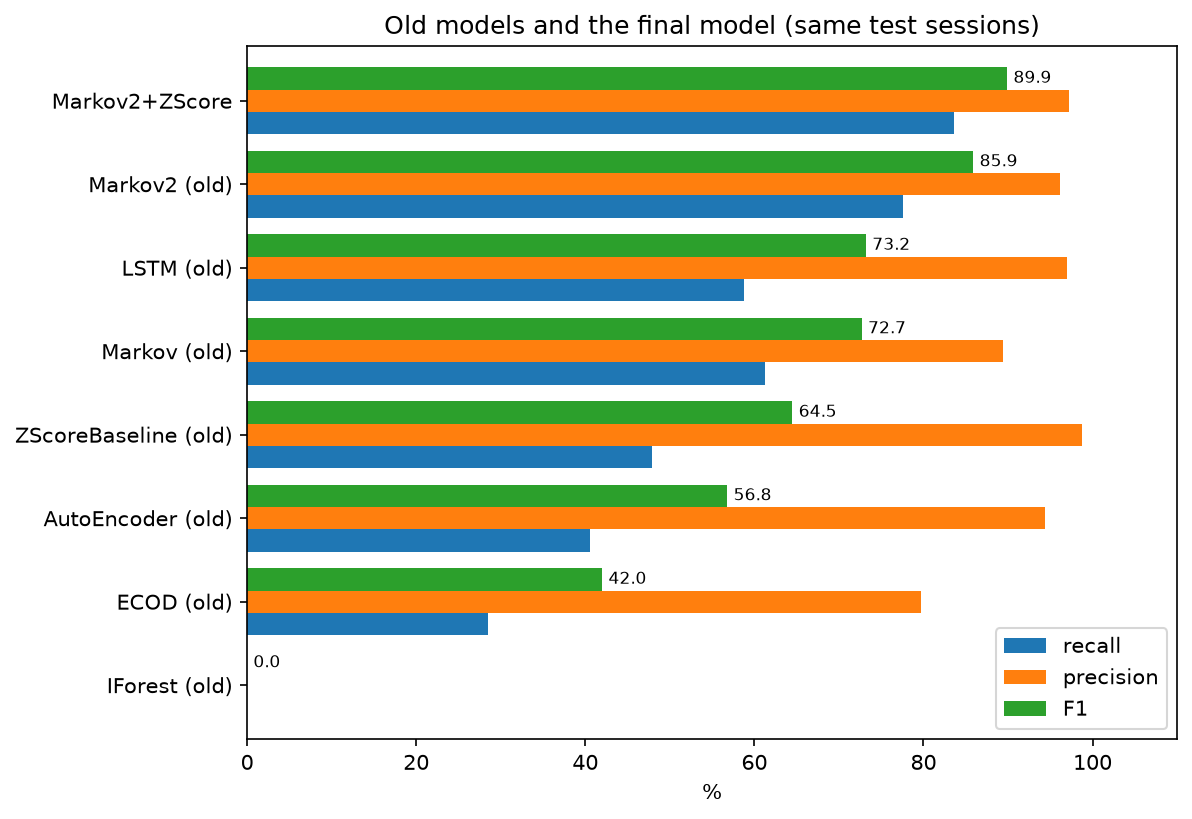 Old models and the final model (same test sessions)
Markov2+ZScore
89.9
Markov2 (old)
85.9
LSTM (old)
73.2
Markov (old)
72.7
ZScoreBaseline (old)
64.5
AutoEncoder (old)
56.8
ECOD (old)
42.0
IForest (old)
0.0
recall
precision
F1
0 20 40 60 80 100
%